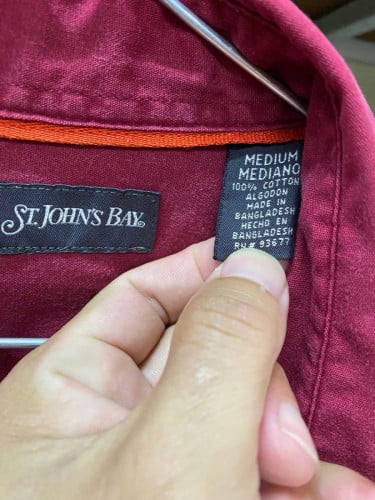 ST. JOHN'S BAY®
MEDIUM
MEDIANO
100% COTTON
ALGODON
MADE IN
BANGLADESH
HECHO EN
BANGLADESH
RN# 93677